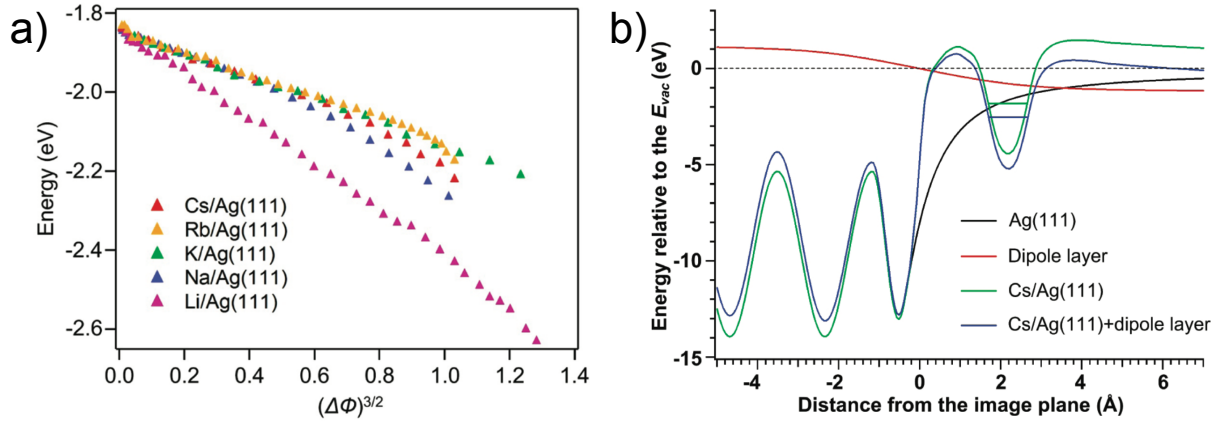 a)
-1.8
-2.0
-2.2
-2.4
-2.6
Energy (eV)
Cs/Ag(111)
Rb/Ag(111)
K/Ag(111)
Na/Ag(111)
Li/Ag(111)
0.0 0.2 0.4 0.6 0.8 1.0 1.2 1.4
(ΔΦ)³/²
b)
Energy relative to the E_vac (eV)
5
0
-5
-10
-15
Ag(111)
Dipole layer
Cs/Ag(111)
Cs/Ag(111)+dipole layer
-4 -2 0 2 4 6
Distance from the image plane (Å)